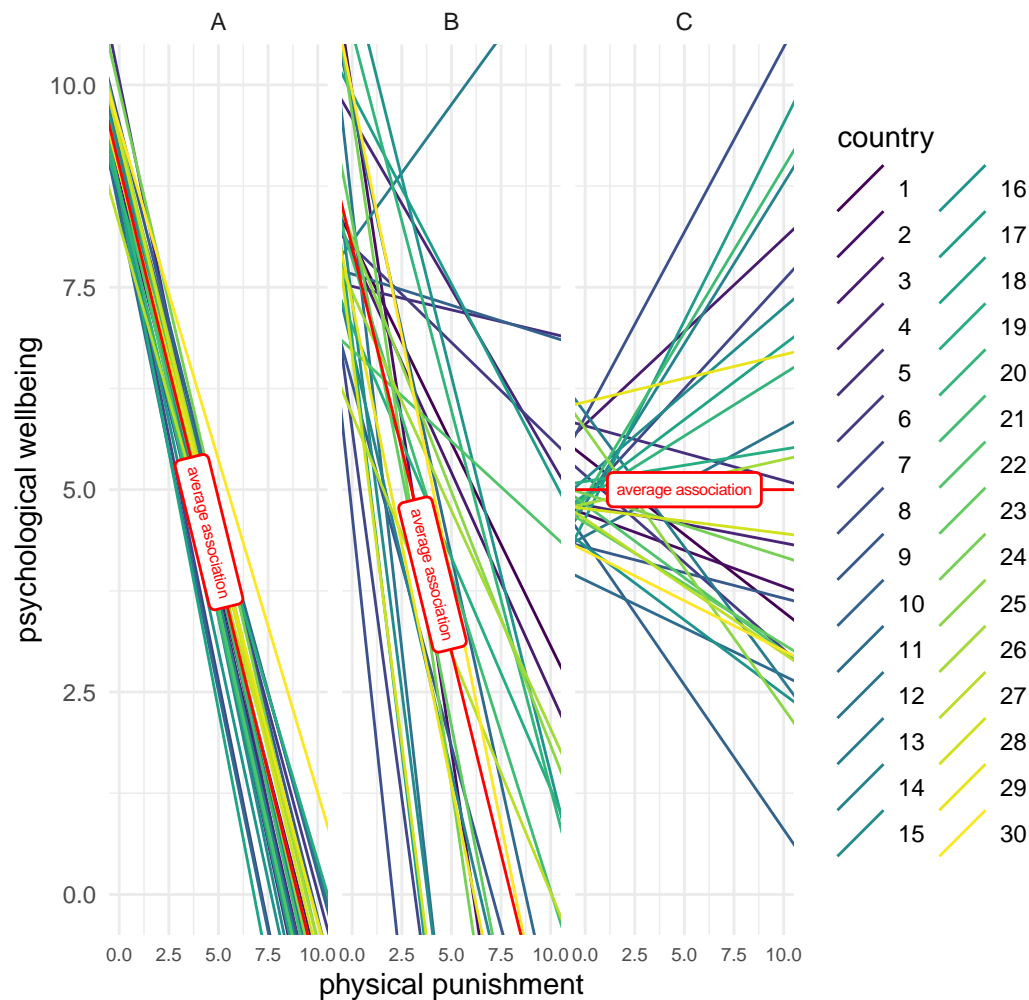 A B C
10.0
7.5
5.0
2.5
0.0
psychological wellbeing
average association
average association
average association
0.0 2.5 5.0 7.5 10.0 0.0 2.5 5.0 7.5 10.0 0.0 2.5 5.0 7.5 10.0
physical punishment
country
1 16
2 17
3 18
4 19
5 20
6 21
7 22
8 23
9 24
10 25
11 26
12 27
13 28
14 29
15 30